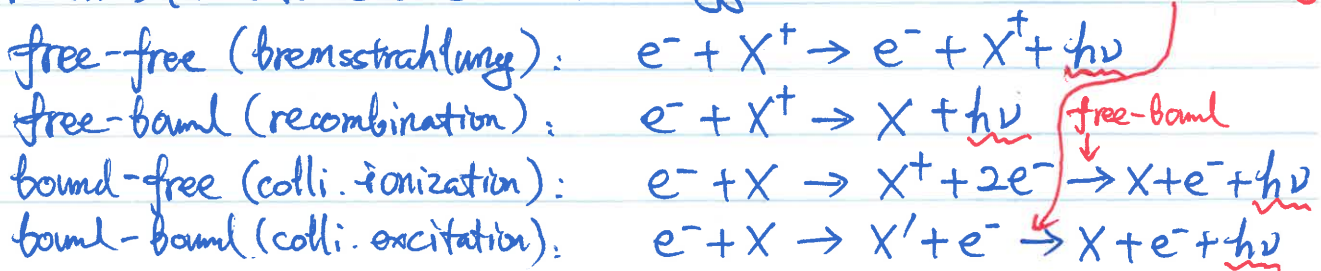 free-free (bremsstrahlung): e⁻ + X⁺ → e⁻ + X⁺ + hν
free-bound (recombination): e⁻ + X⁺ → X + hν free-bound
bound-free (colli. ionization): e⁻ + X → X⁺ + 2e⁻ → X + e⁻ + hν
bound-bound (colli. excitation): e⁻ + X → X′ + e⁻ → X + e⁻ + hν